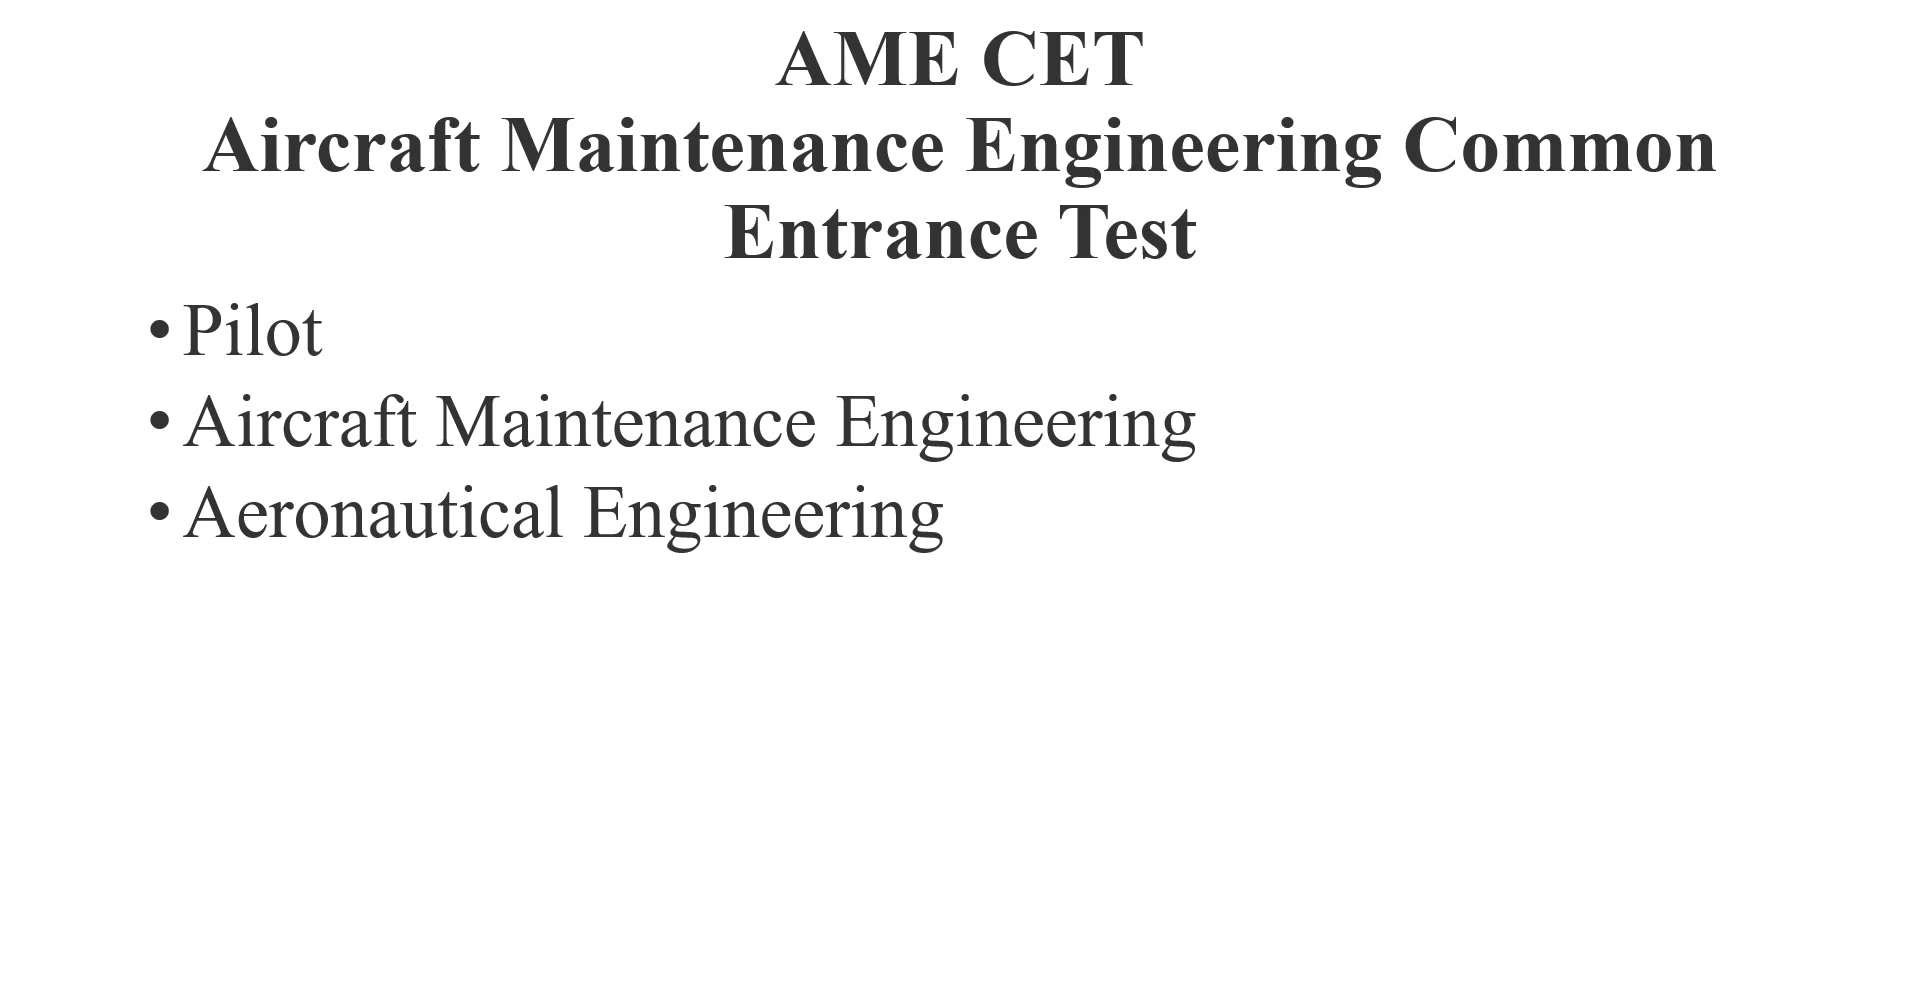 AME CET
Aircraft Maintenance Engineering Common
Entrance Test
• Pilot
• Aircraft Maintenance Engineering
• Aeronautical Engineering